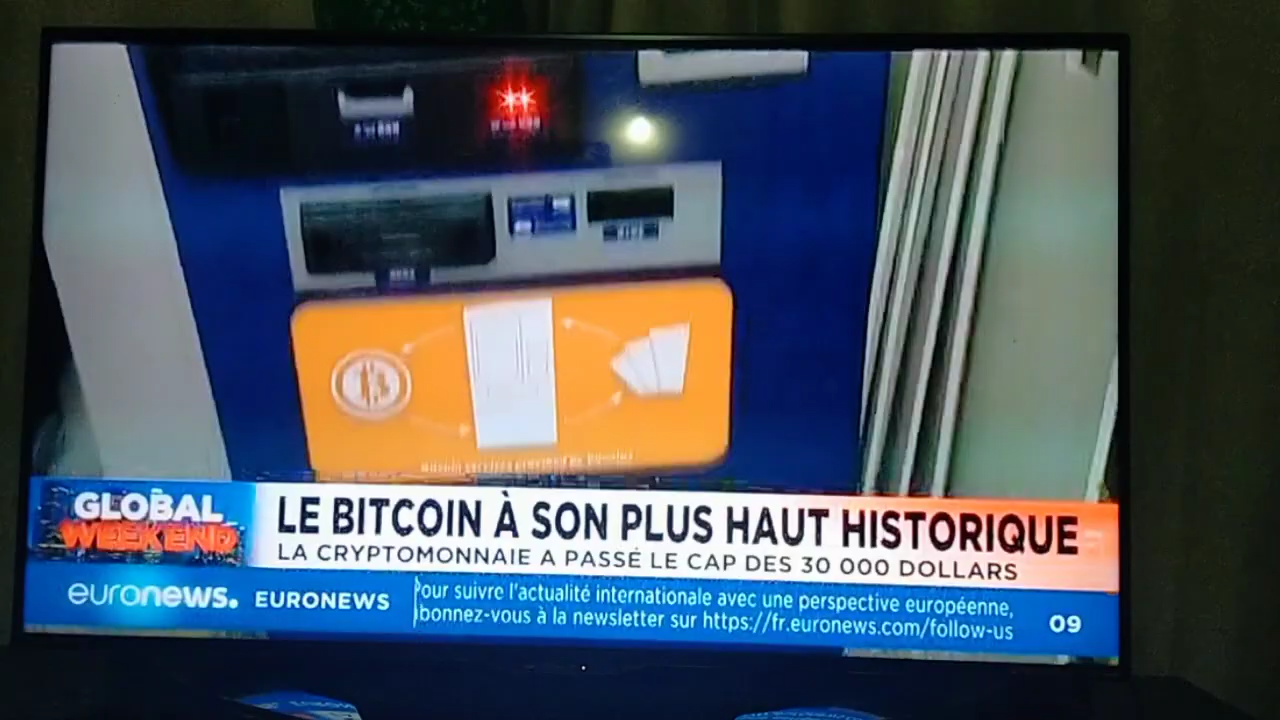 GLOBAL
WEEKEND
LE BITCOIN À SON PLUS HAUT HISTORIQUE
LA CRYPTOMONNAIE A PASSÉ LE CAP DES 30 000 DOLLARS
euronews.
EURONEWS
Pour suivre l'actualité internationale avec une perspective européenne,
abonnez-vous à la newsletter sur https://fr.euronews.com/follow-us
09